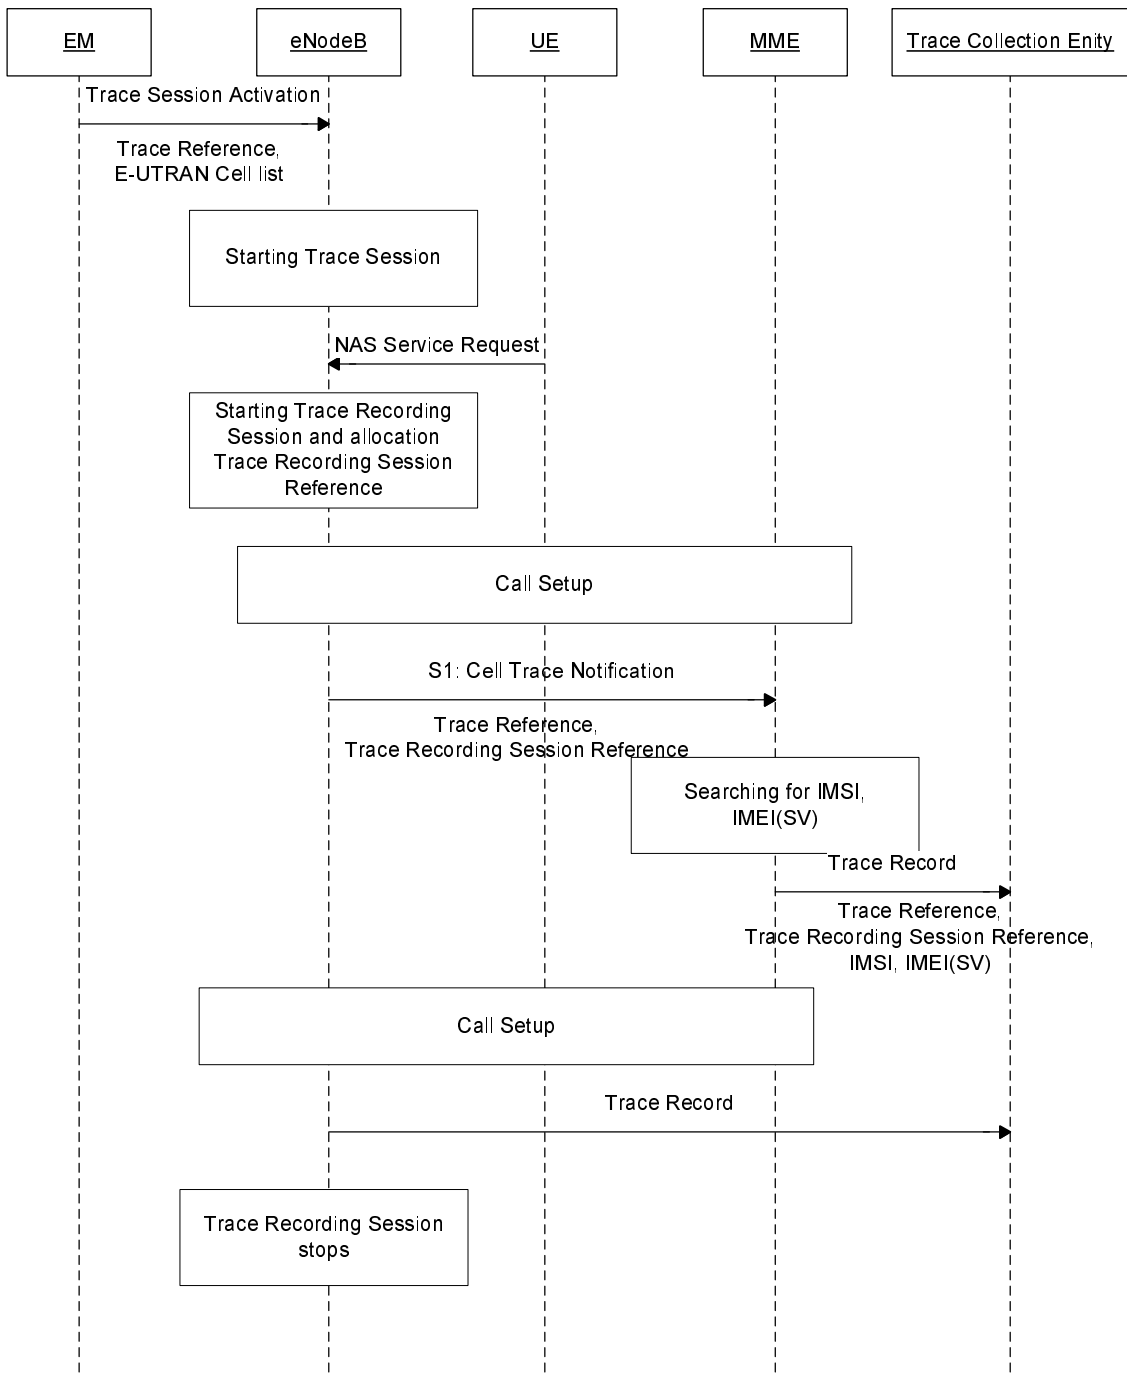 EM
eNodeB
UE
MME
Trace Collection Enity
Trace Session Activation
Trace Reference,
E-UTRAN Cell list
Starting Trace Session
NAS Service Request
Starting Trace Recording
Session and allocation
Trace Recording Session
Reference
Call Setup
S1: Cell Trace Notification
Trace Reference,
Trace Recording Session Reference
Searching for IMSI,
IMEI(SV)
Trace Record
Trace Reference,
Trace Recording Session Reference,
IMSI, IMEI(SV)
Call Setup
Trace Record
Trace Recording Session
stops